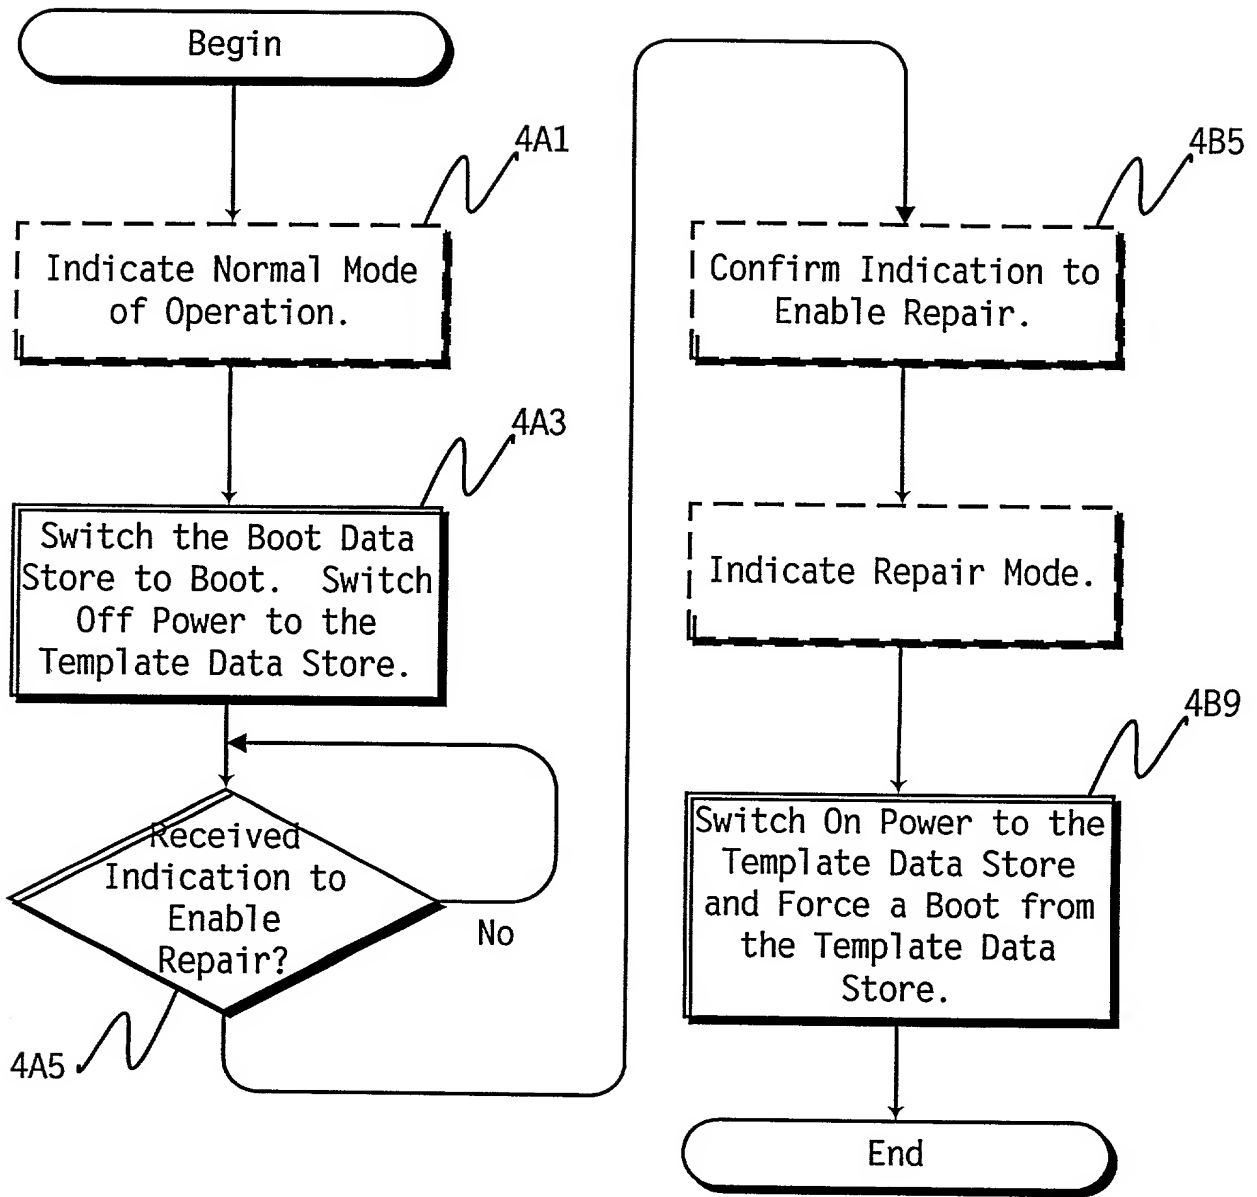 Begin
4A1
Indicate Normal Mode
of Operation.
4A3
Switch the Boot Data
Store to Boot.  Switch
Off Power to the
Template Data Store.
Received
Indication to
Enable
Repair?
No
4A5
4B5
Confirm Indication to
Enable Repair.
Indicate Repair Mode.
4B9
Switch On Power to the
Template Data Store
and Force a Boot from
the Template Data
Store.
End